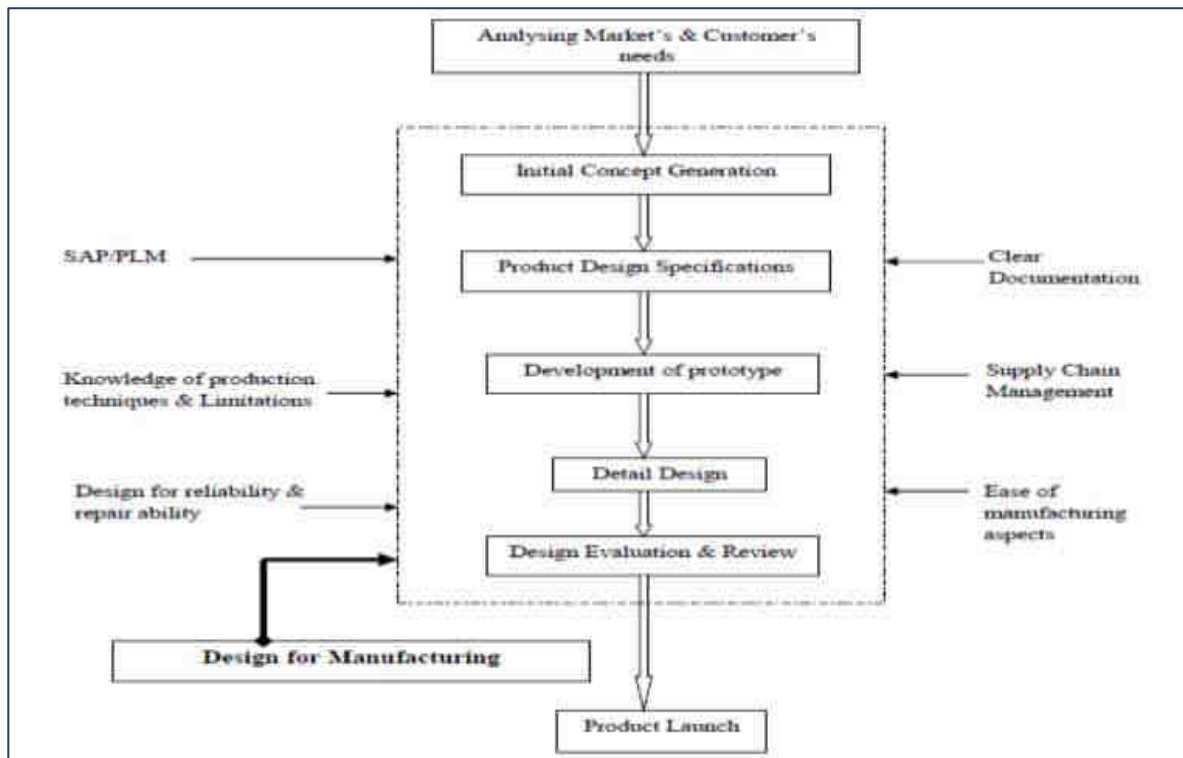 Analysing Market's & Customer's
needs
Initial Concept Generation
SAP/PLM
Product Design Specifications
Clear
Documentation
Development of prototype
Knowledge of production
techniques & Limitations
Supply Chain
Management
Detail Design
Design for reliability &
repair ability
Ease of
manufacturing
aspects
Design Evaluation & Review
Design for Manufacturing
Product Launch